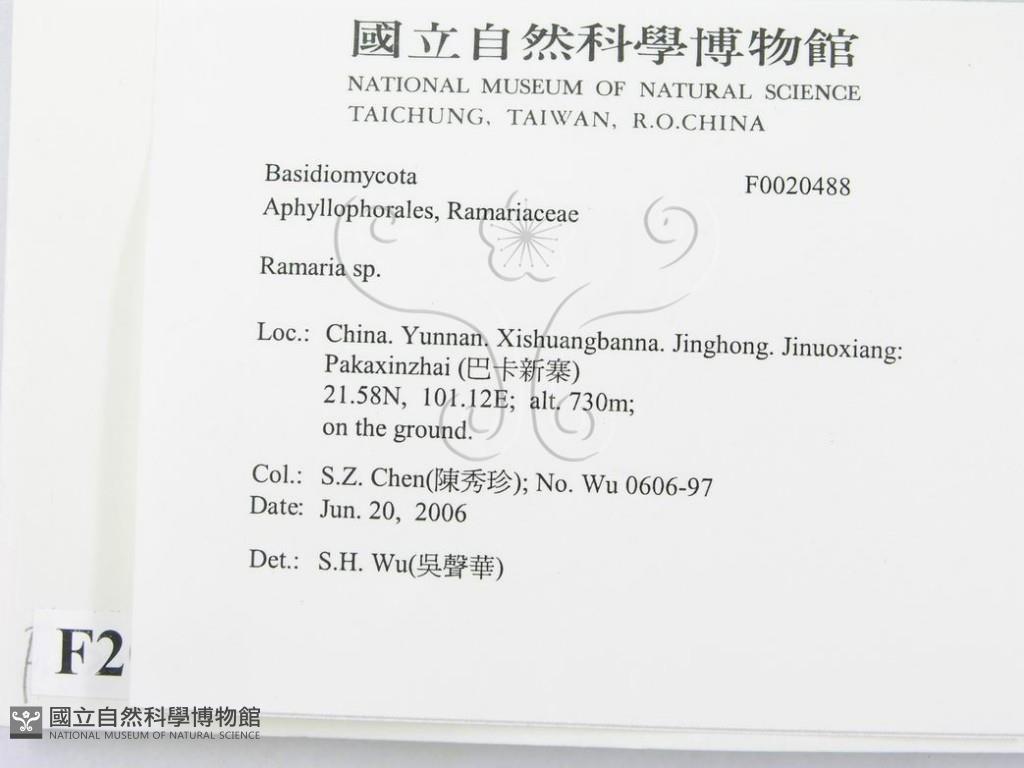 國立自然科學博物館
NATIONAL MUSEUM OF NATURAL SCIENCE
TAICHUNG, TAIWAN, R.O.CHINA
Basidiomycota F0020488
Aphyllophorales, Ramariaceae
Ramaria sp.
Loc.: China. Yunnan. Xishuangbanna. Jinghong. Jinuoxiang:
Pakaxinzhai (巴卡新寨)
21.58N, 101.12E; alt. 730m;
on the ground.
Col.: S.Z. Chen(陳秀珍); No. Wu 0606-97
Date: Jun. 20, 2006
Det.: S.H. Wu(吳聲華)
F2
國立自然科學博物館
NATIONAL MUSEUM OF NATURAL SCIENCE